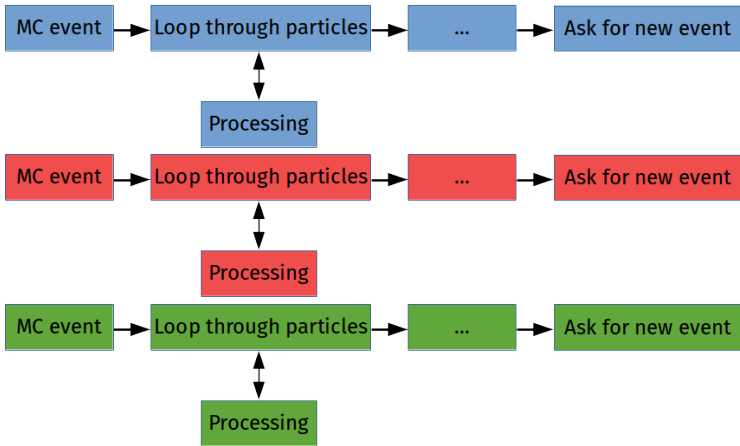 MC event
Loop through particles
...
Ask for new event
Processing
MC event
Loop through particles
...
Ask for new event
Processing
MC event
Loop through particles
...
Ask for new event
Processing